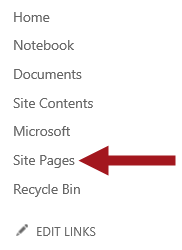 Home
Notebook
Documents
Site Contents
Microsoft
Site Pages
Recycle Bin
EDIT LINKS